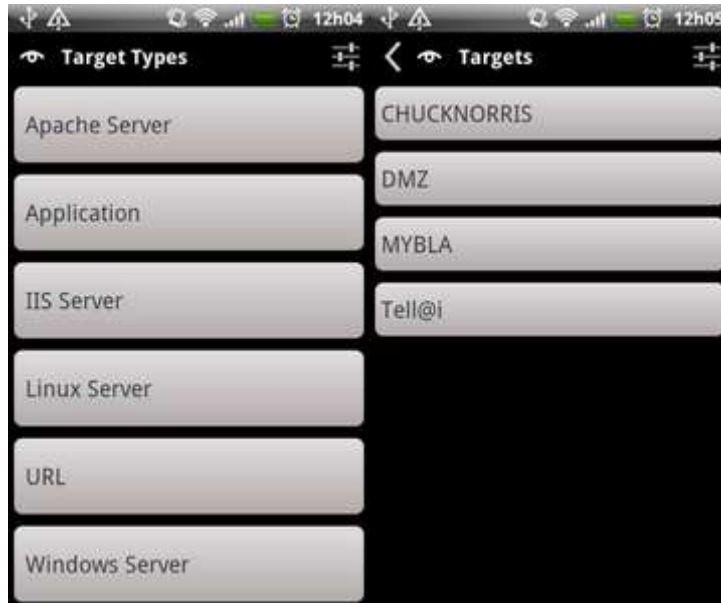 12h04
Target Types
Apache Server
Application
IIS Server
Linux Server
URL
Windows Server
12h05
Targets
CHUCKNORRIS
DMZ
MYBLA
Tell@i